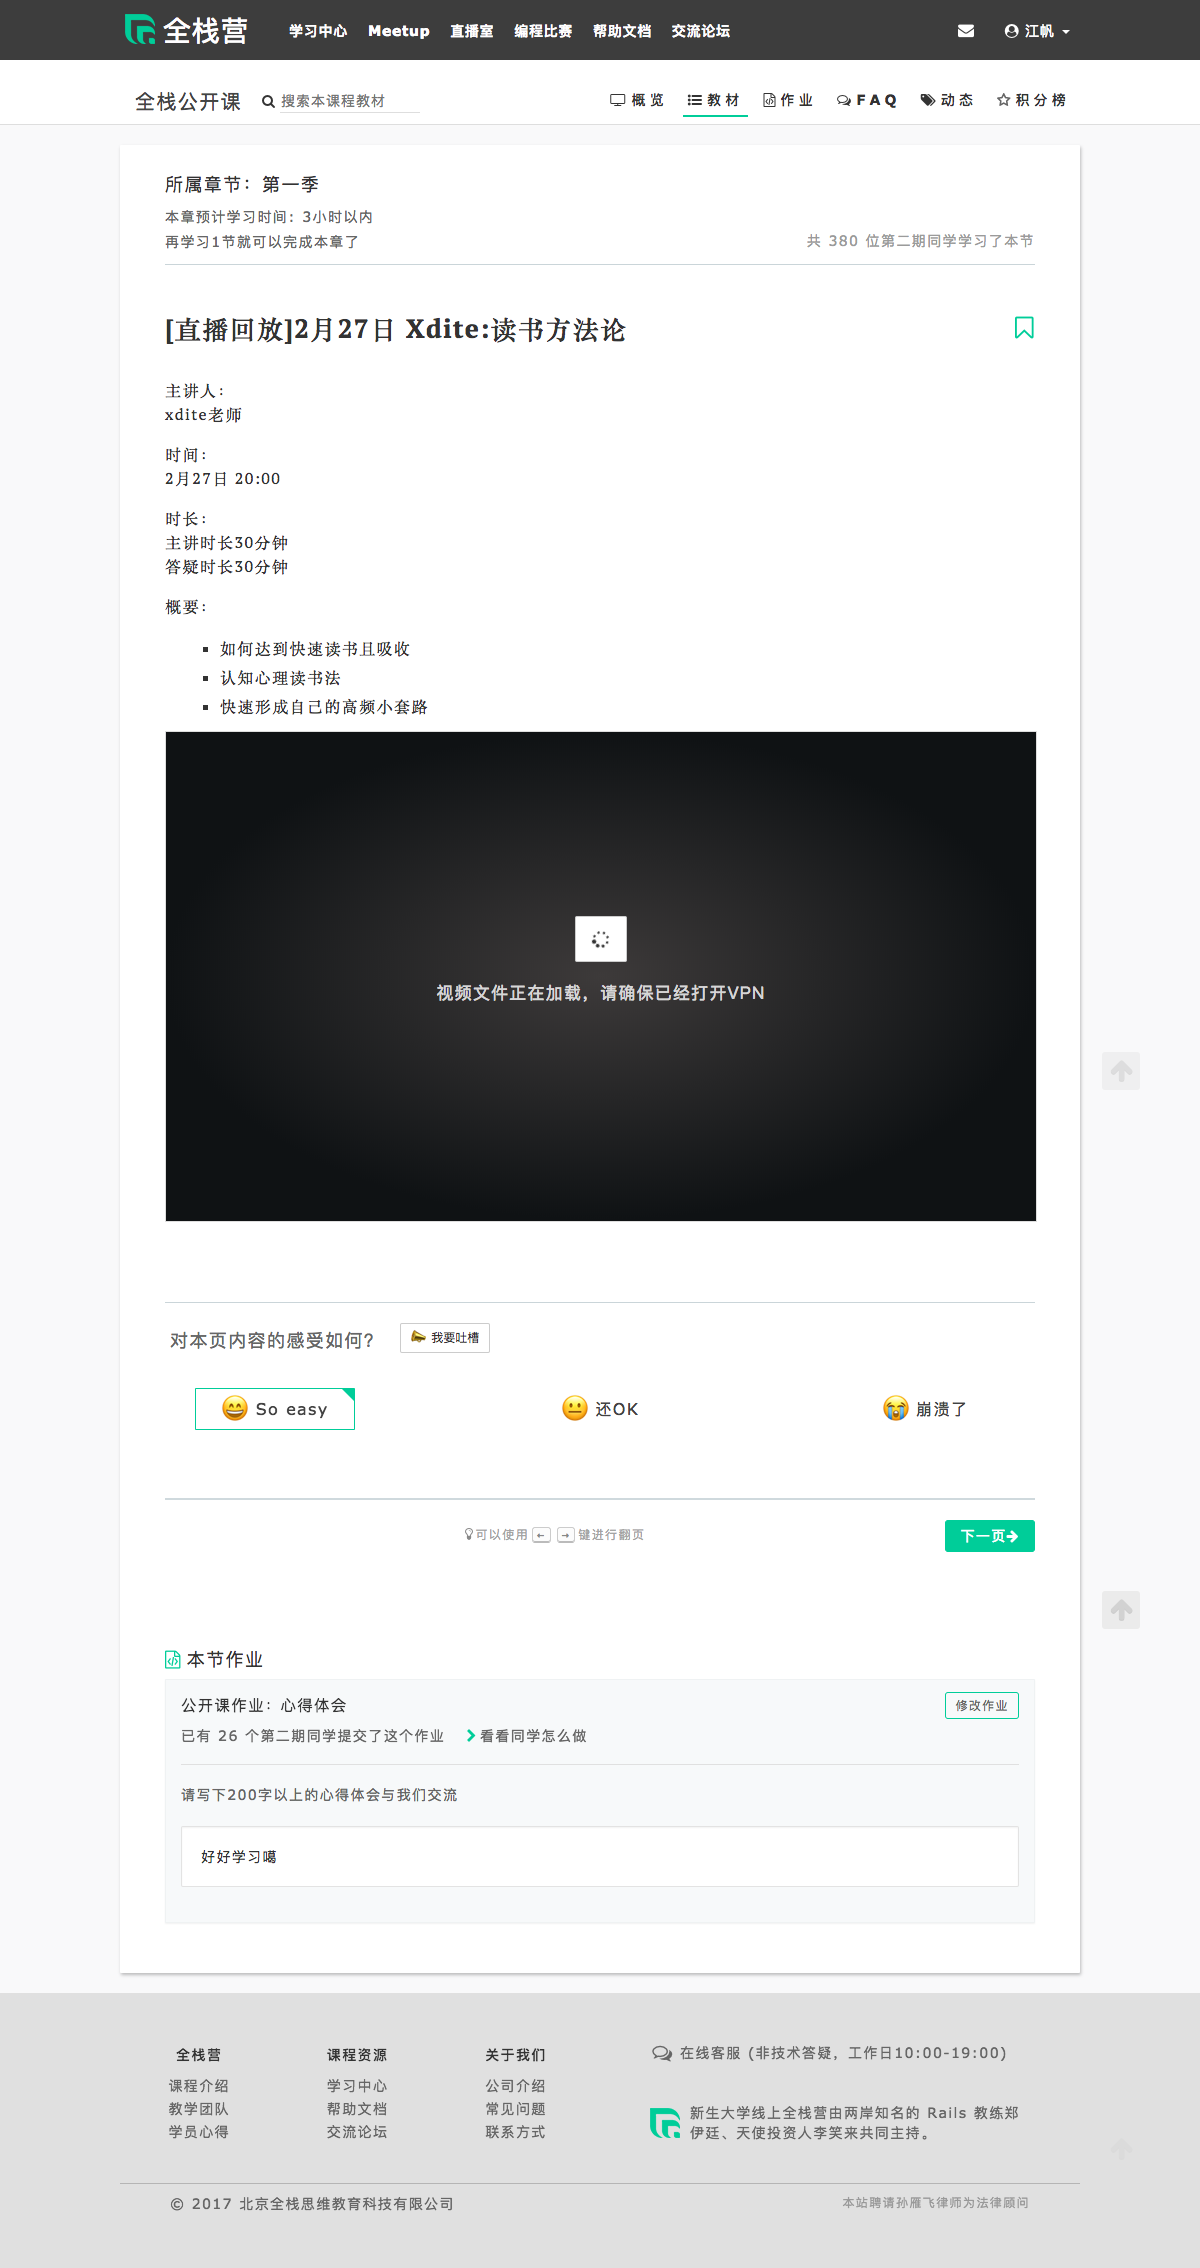 全栈营 学习中心 Meetup 直播室 编程比赛 帮助文档 交流论坛 江帆
全栈公开课 搜索本课程教材 概览 教材 作业 FAQ 动态 积分榜
所属章节：第一季
本章预计学习时间：3小时以内
再学习1节就可以完成本章了 共 380 位第二期同学学习了本节
[直播回放]2月27日 Xdite:读书方法论
主讲人：
xdite老师
时间：
2月27日 20:00
时长：
主讲时长30分钟
答疑时长30分钟
概要：
如何达到快速读书且吸收
认知心理读书法
快速形成自己的高频小套路
视频文件正在加载，请确保已经打开VPN
对本页内容的感受如何？ 我要吐槽
So easy 还OK 崩溃了
可以使用 ← → 键进行翻页 下一页
本节作业
公开课作业：心得体会 修改作业
已有 26 个第二期同学提交了这个作业 看看同学怎么做
请写下200字以上的心得体会与我们交流
好好学习噶
全栈营 课程资源 关于我们 在线客服 (非技术答疑，工作日10:00-19:00)
课程介绍 学习中心 公司介绍
教学团队 帮助文档 常见问题 新生大学线上全栈营由两岸知名的 Rails 教练郑
学员心得 交流论坛 联系方式 伊廷、天使投资人李笑来共同主持。
© 2017 北京全栈思维教育科技有限公司 本站聘请孙雁飞律师为法律顾问